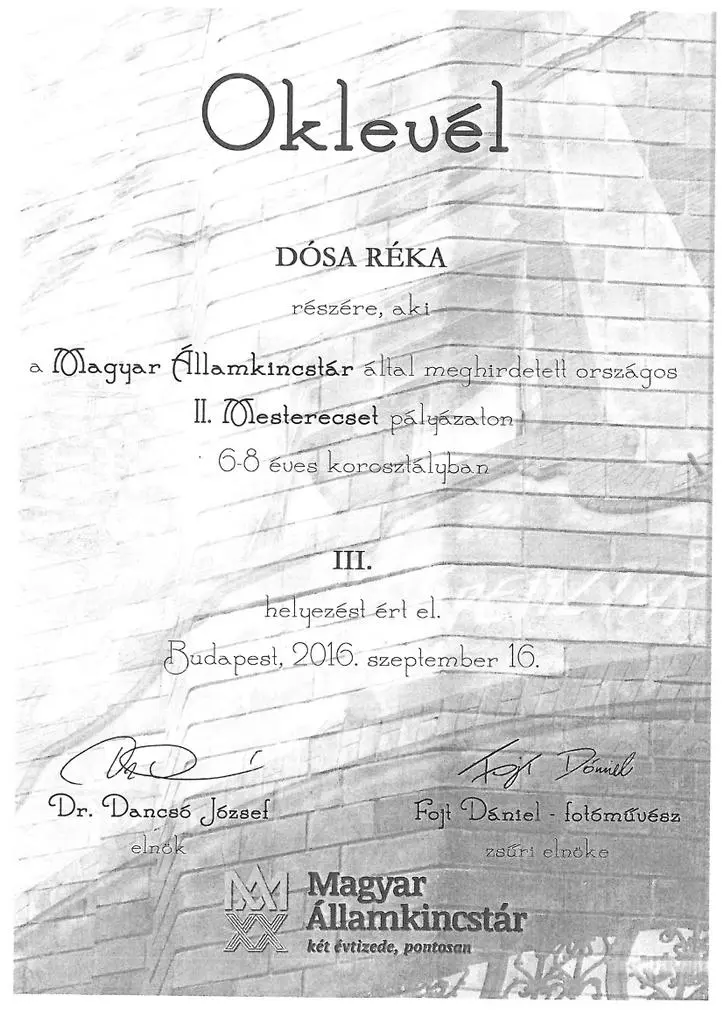 Oklevél
DÓSA RÉKA
részére, aki
a Magyar Államkincstár által meghirdetett országos
II. Mesterecset pályázaton
6-8 éves korosztályban
III.
helyezést ért el.
Budapest, 2016. szeptember 16.
Fojt Dániel
Dr. Dancsó József
Fojt Dániel - fotóművész
elnök
zsűri elnöke
Magyar
Államkincstár
két évtizede, pontosan